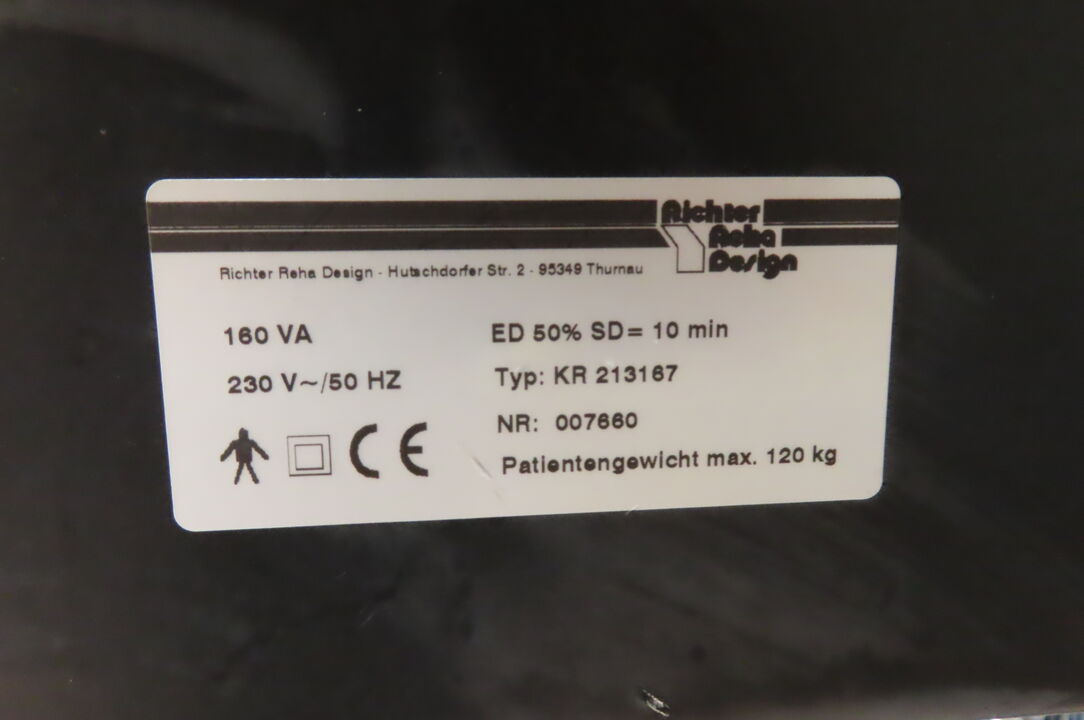 Richter
Reha
Design
Richter Reha Design - Hutschdorfer Str. 2 - 95349 Thurnau
160 VA
ED 50% SD= 10 min
230 V~/50 HZ
Typ: KR 213167
NR: 007660
CE
Patientengewicht max. 120 kg